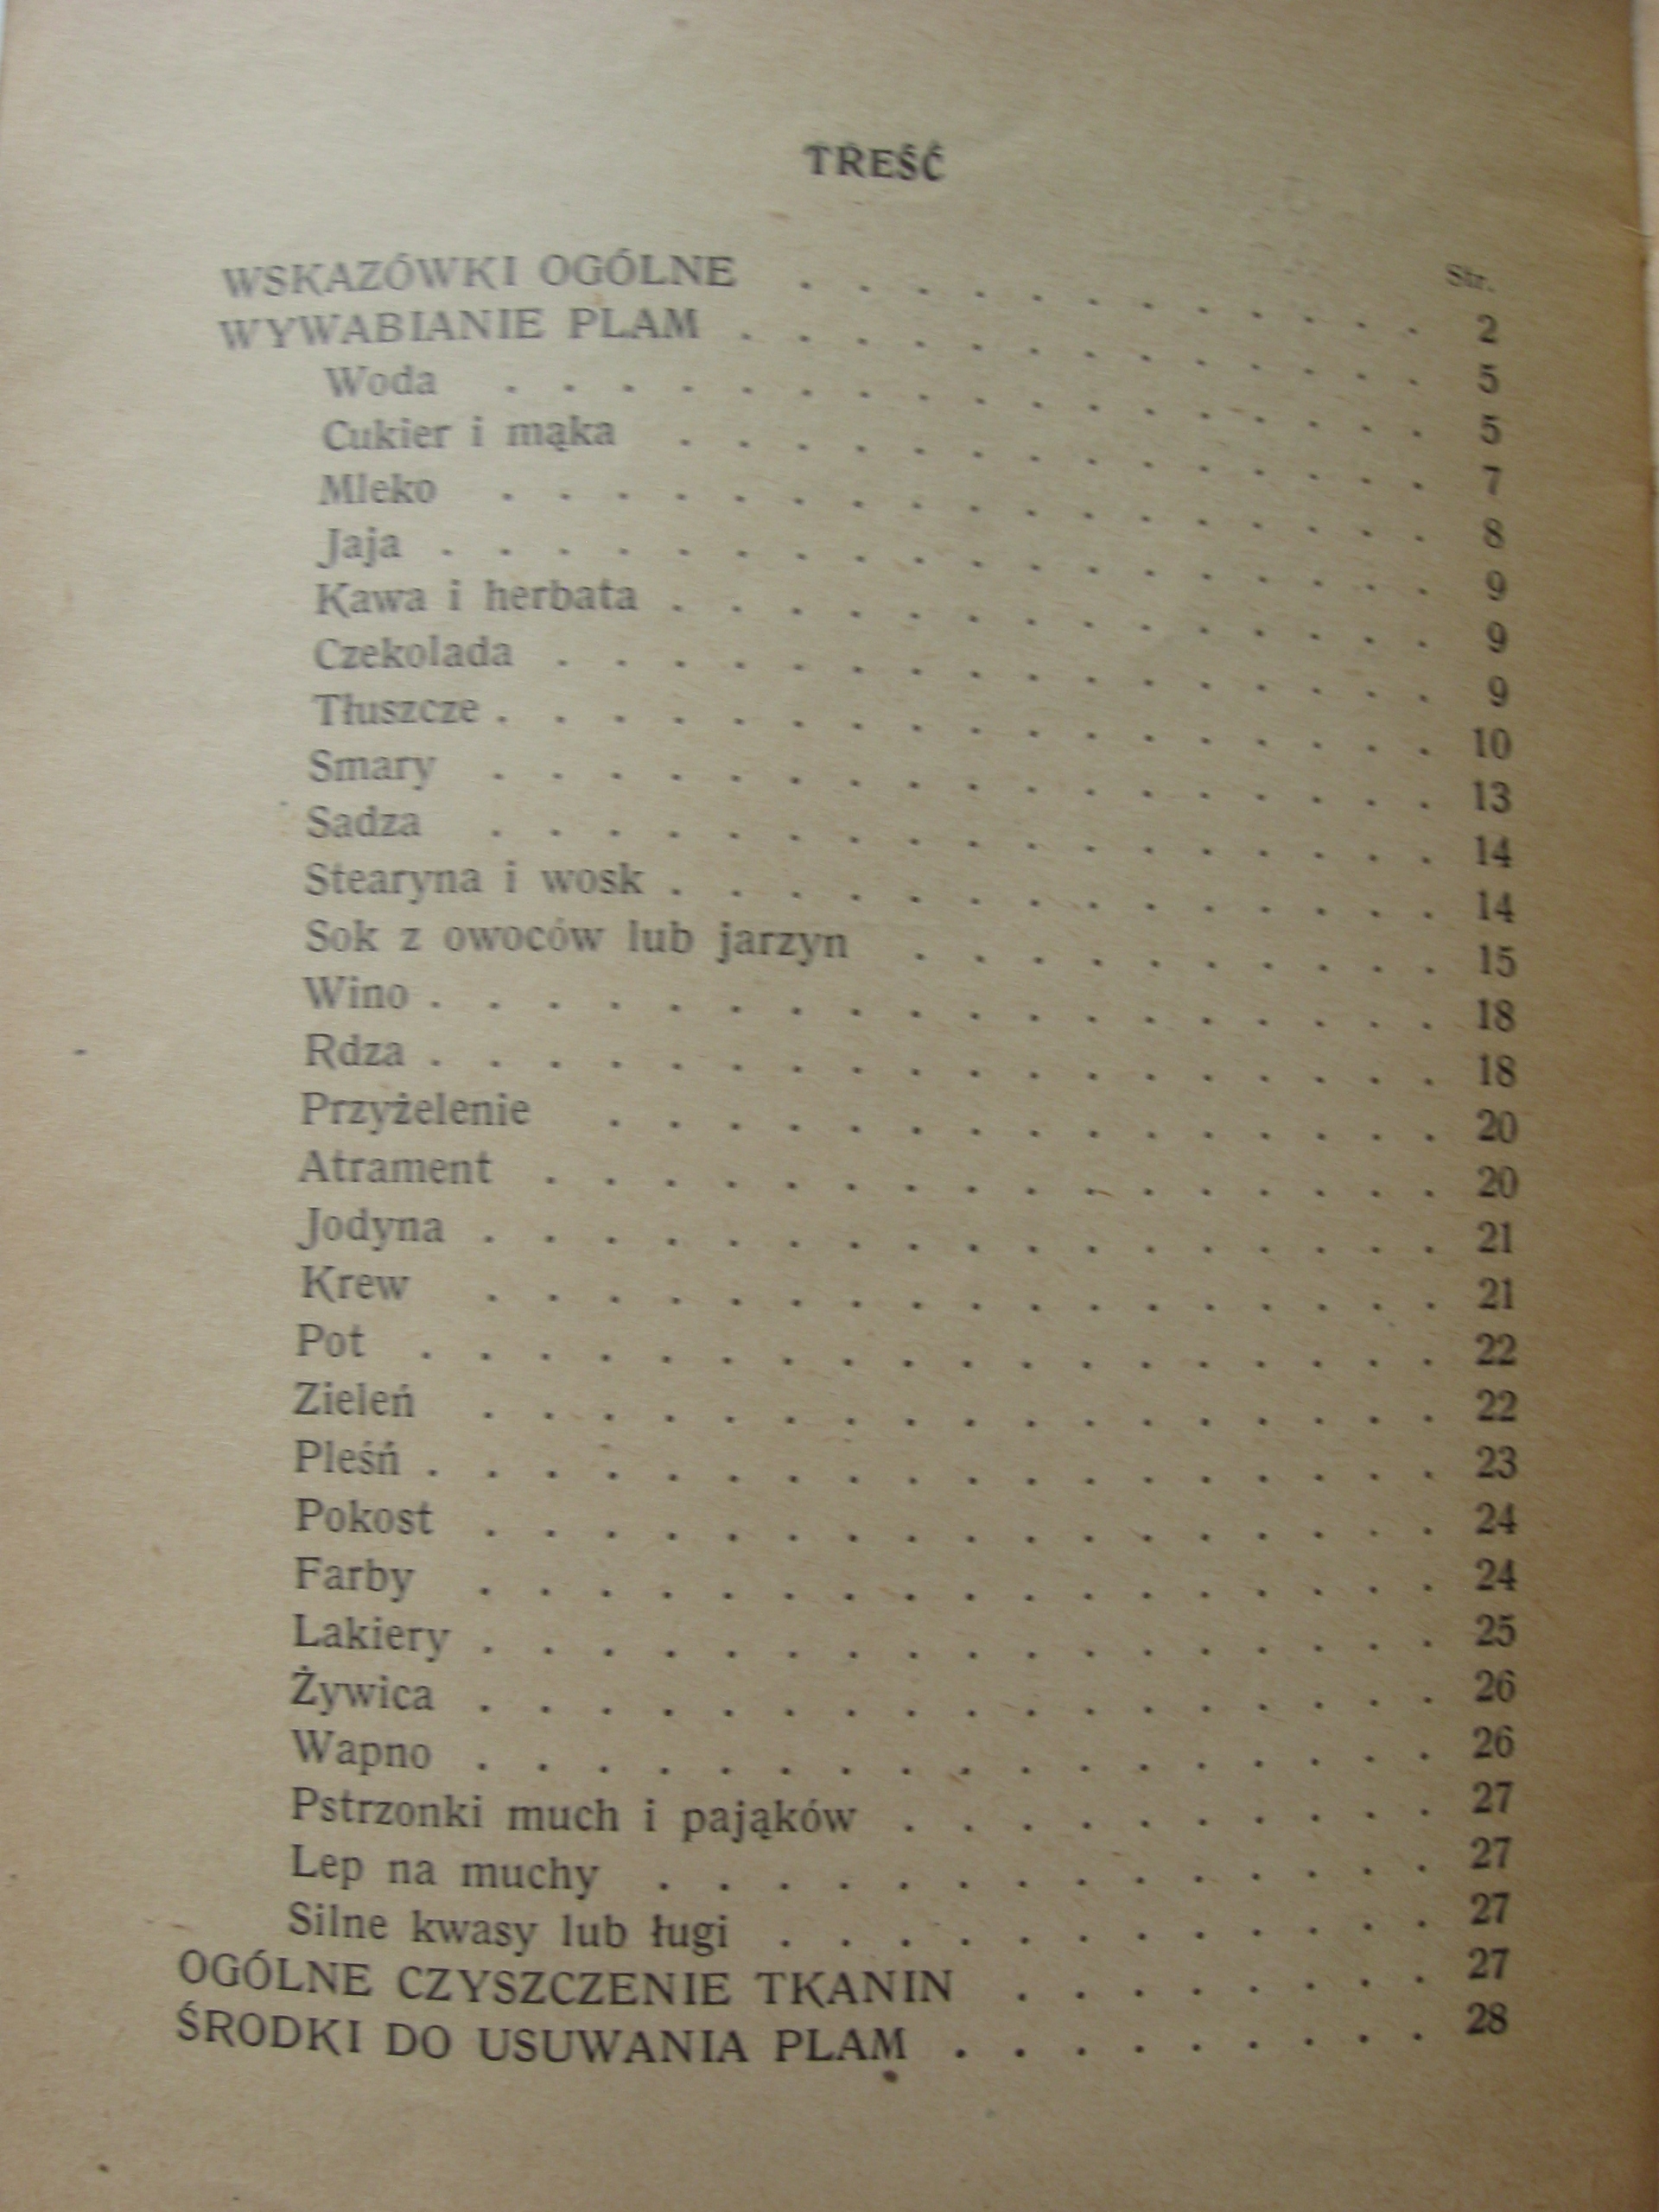 TREŚĆ
Str.
WSKAZÓWKI OGÓLNE . . . . . . . . . . . 2
WYWABIANIE PLAM . . . . . . . . . . . . 5
Woda . . . . . . . . . . . . . . . . 5
Cukier i mąka . . . . . . . . . . . . . 7
Mleko . . . . . . . . . . . . . . . . 8
Jaja . . . . . . . . . . . . . . . . . 9
Kawa i herbata . . . . . . . . . . . . . 9
Czekolada . . . . . . . . . . . . . . . 9
Tłuszcze . . . . . . . . . . . . . . . . 10
Smary . . . . . . . . . . . . . . . . 13
Sadza . . . . . . . . . . . . . . . . 14
Stearyna i wosk . . . . . . . . . . . . . 14
Sok z owoców lub jarzyn . . . . . . . . . 15
Wino . . . . . . . . . . . . . . . . . 18
Rdza . . . . . . . . . . . . . . . . . 18
Przyżelenie . . . . . . . . . . . . . . 20
Atrament . . . . . . . . . . . . . . . 20
Jodyna . . . . . . . . . . . . . . . . 21
Krew . . . . . . . . . . . . . . . . 21
Pot . . . . . . . . . . . . . . . . . 22
Zieleń . . . . . . . . . . . . . . . . 22
Pleśń . . . . . . . . . . . . . . . . . 23
Pokost . . . . . . . . . . . . . . . . 24
Farby . . . . . . . . . . . . . . . . 24
Lakiery . . . . . . . . . . . . . . . . 25
Żywica . . . . . . . . . . . . . . . . 26
Wapno . . . . . . . . . . . . . . . . 26
Pstrzonki much i pająków . . . . . . . . . 27
Lep na muchy . . . . . . . . . . . . . 27
Silne kwasy lub ługi . . . . . . . . . . . 27
OGÓLNE CZYSZCZENIE TKANIN . . . . . . . . 27
ŚRODKI DO USUWANIA PLAM . . . . . . . . . 28